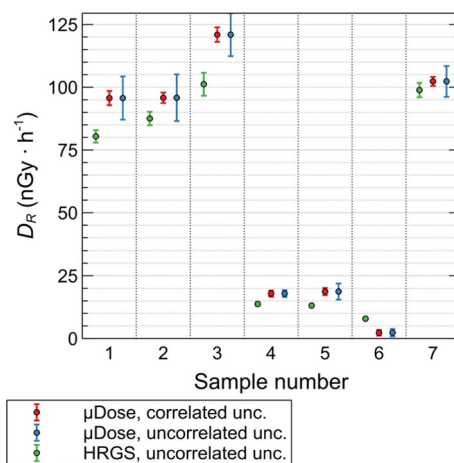 125
100
75
50
25
0
D_R (nGy · h⁻¹)
1 2 3 4 5 6 7
Sample number
μDose, correlated unc.
μDose, uncorrelated unc.
HRGS, uncorrelated unc.